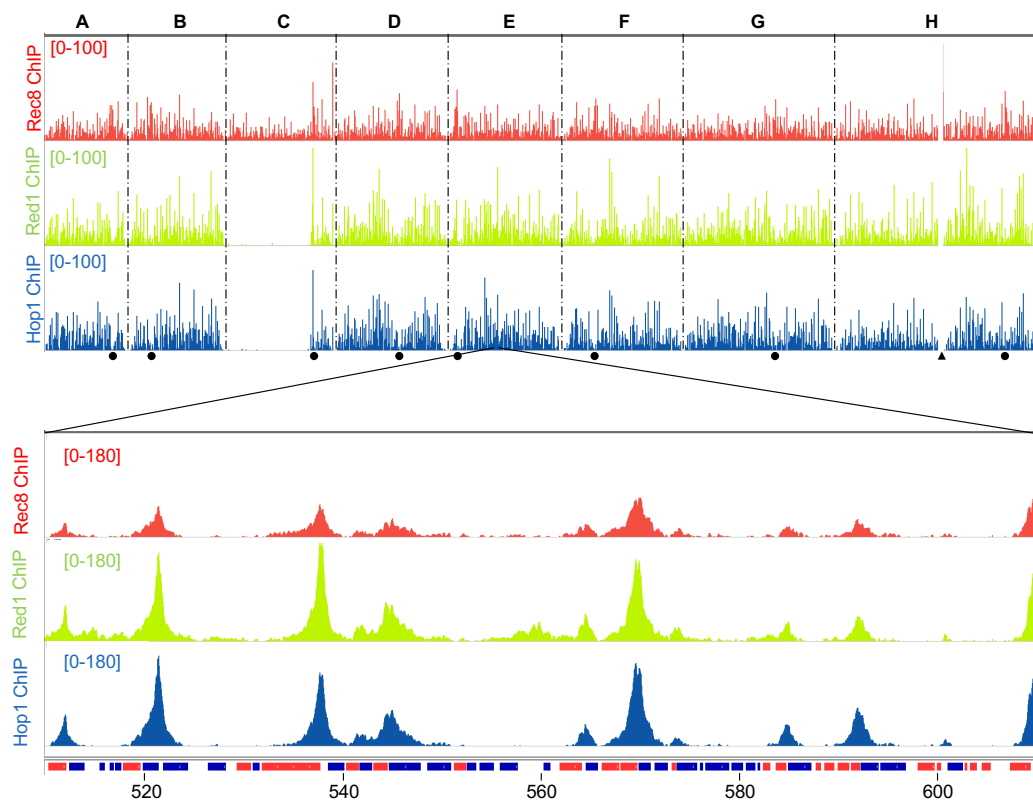 A B C D E F G H
Rec8 ChIP [0-100]
Red1 ChIP [0-100]
Hop1 ChIP [0-100]
Rec8 ChIP [0-180]
Red1 ChIP [0-180]
Hop1 ChIP [0-180]
520 540 560 580 600